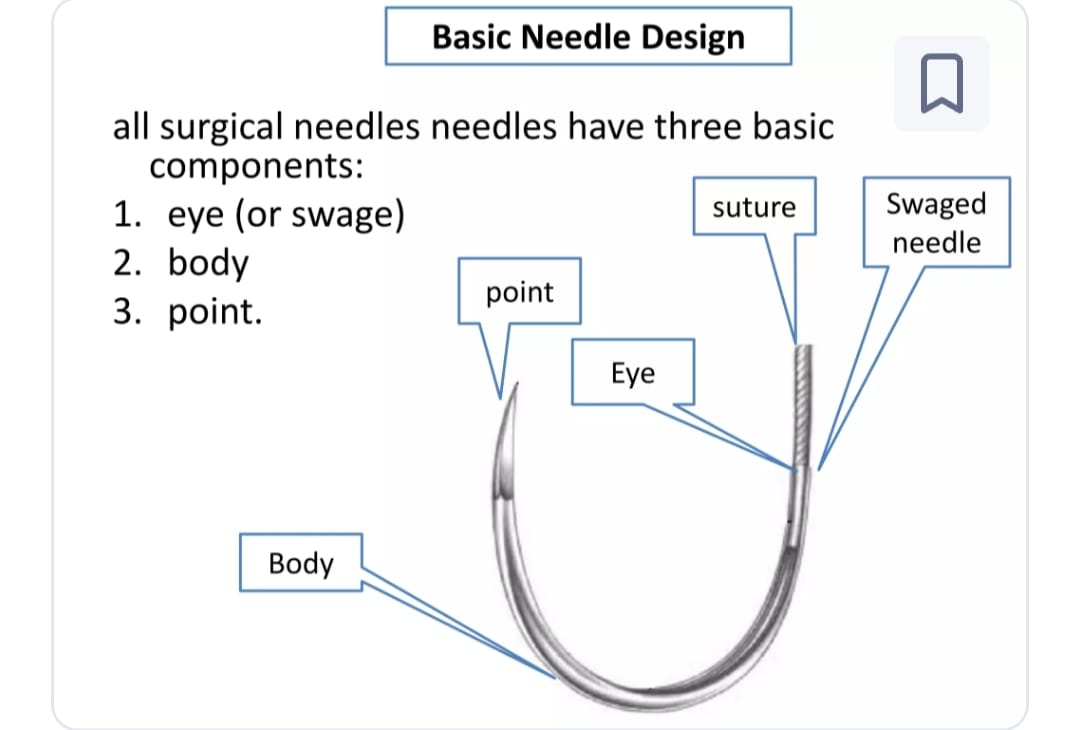 Basic Needle Design
all surgical needles needles have three basic
components:
1. eye (or swage)
2. body
3. point.
suture
Swaged
needle
point
Eye
Body